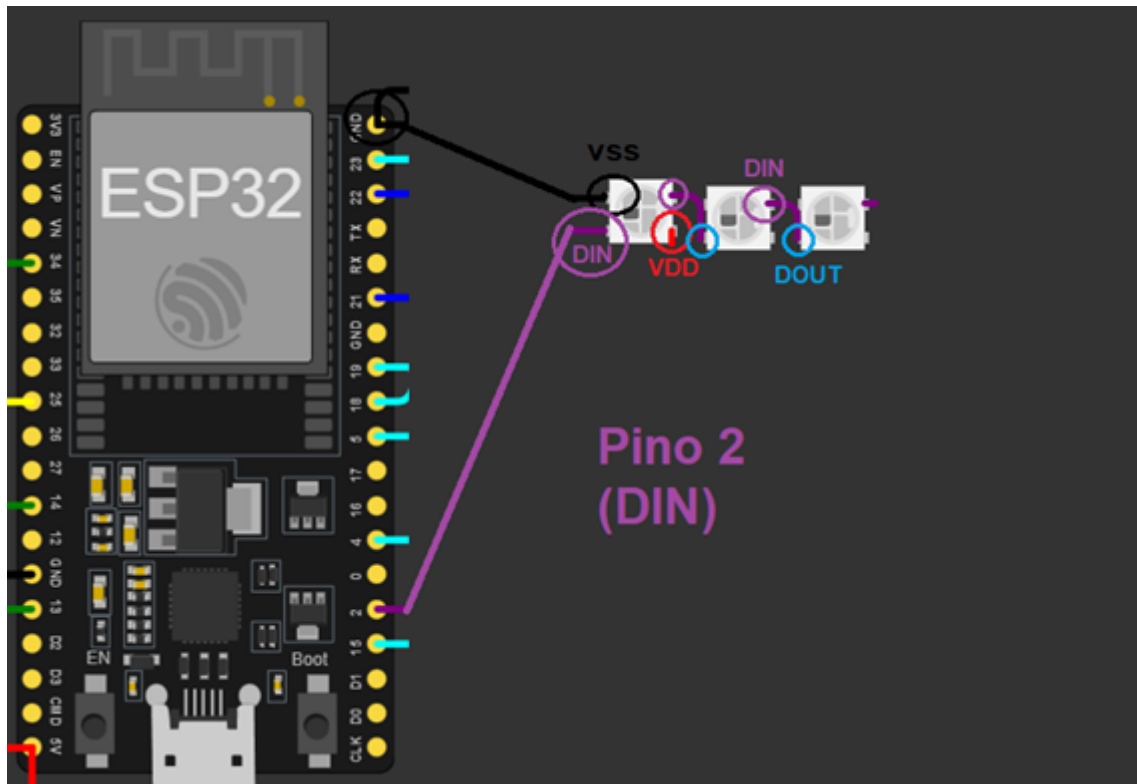 ESP32
3V3
EN
VP
VN
34
35
32
33
25
26
27
14
12
GND
13
D2
D3
CMD
5V
GND
23
22
TX
RX
21
GND
19
18
5
17
16
4
0
2
15
D1
D0
CLK
EN
Boot
VSS
DIN
DIN
VDD
DOUT
Pino 2
(DIN)